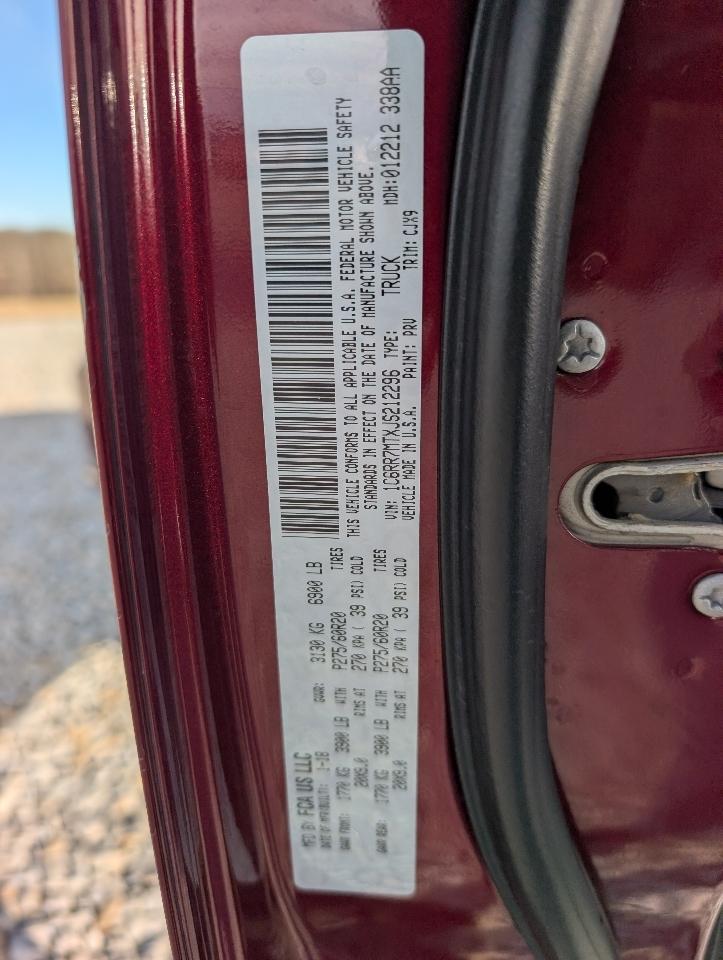 MFD BY: FCA US LLC
DATE OF MFR(BUILT): 1-18 GVWR: 3130 KG 6900 LB
GAWR FRONT: 1770 KG 3900 LB WITH P275/60R20 TIRES
20X9.0 RIMS AT 270 KPA ( 39 PSI) COLD
GAWR REAR: 1770 KG 3900 LB WITH P275/60R20 TIRES
20X9.0 RIMS AT 270 KPA ( 39 PSI) COLD
THIS VEHICLE CONFORMS TO ALL APPLICABLE U.S.A. FEDERAL MOTOR VEHICLE SAFETY
STANDARDS IN EFFECT ON THE DATE OF MANUFACTURE SHOWN ABOVE.
VIN: 1C6RR7MTXJS212296 TYPE: TRUCK MDH:012212 338AA
VEHICLE MADE IN U.S.A. PAINT: PRV TRIM: CJX9